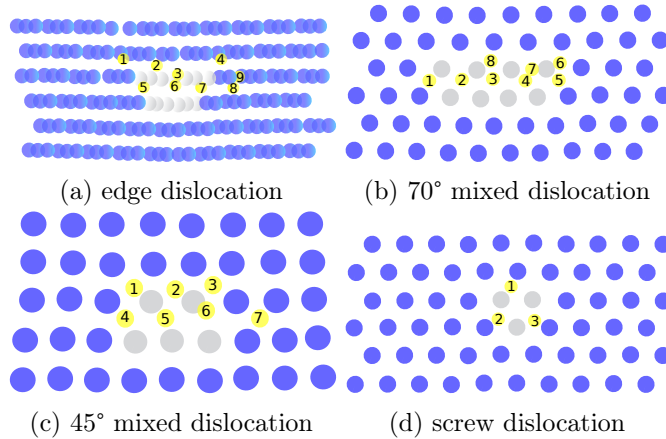 1 2 3 4
5 6 7 8 9
(a) edge dislocation
8 7 6
1 2 3 4 5
(b) 70° mixed dislocation
1 2 3
4 5 6 7
(c) 45° mixed dislocation
1
2 3
(d) screw dislocation